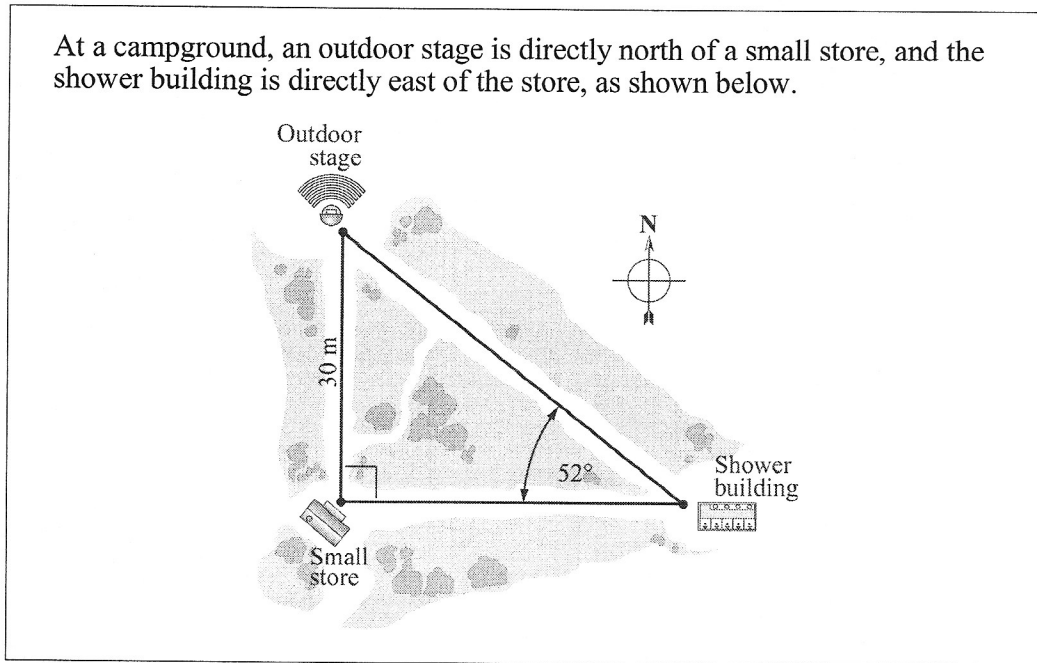 At a campground, an outdoor stage is directly north of a small store, and the
shower building is directly east of the store, as shown below.
Outdoor
stage
N
30 m
52°
Shower
building
Small
store